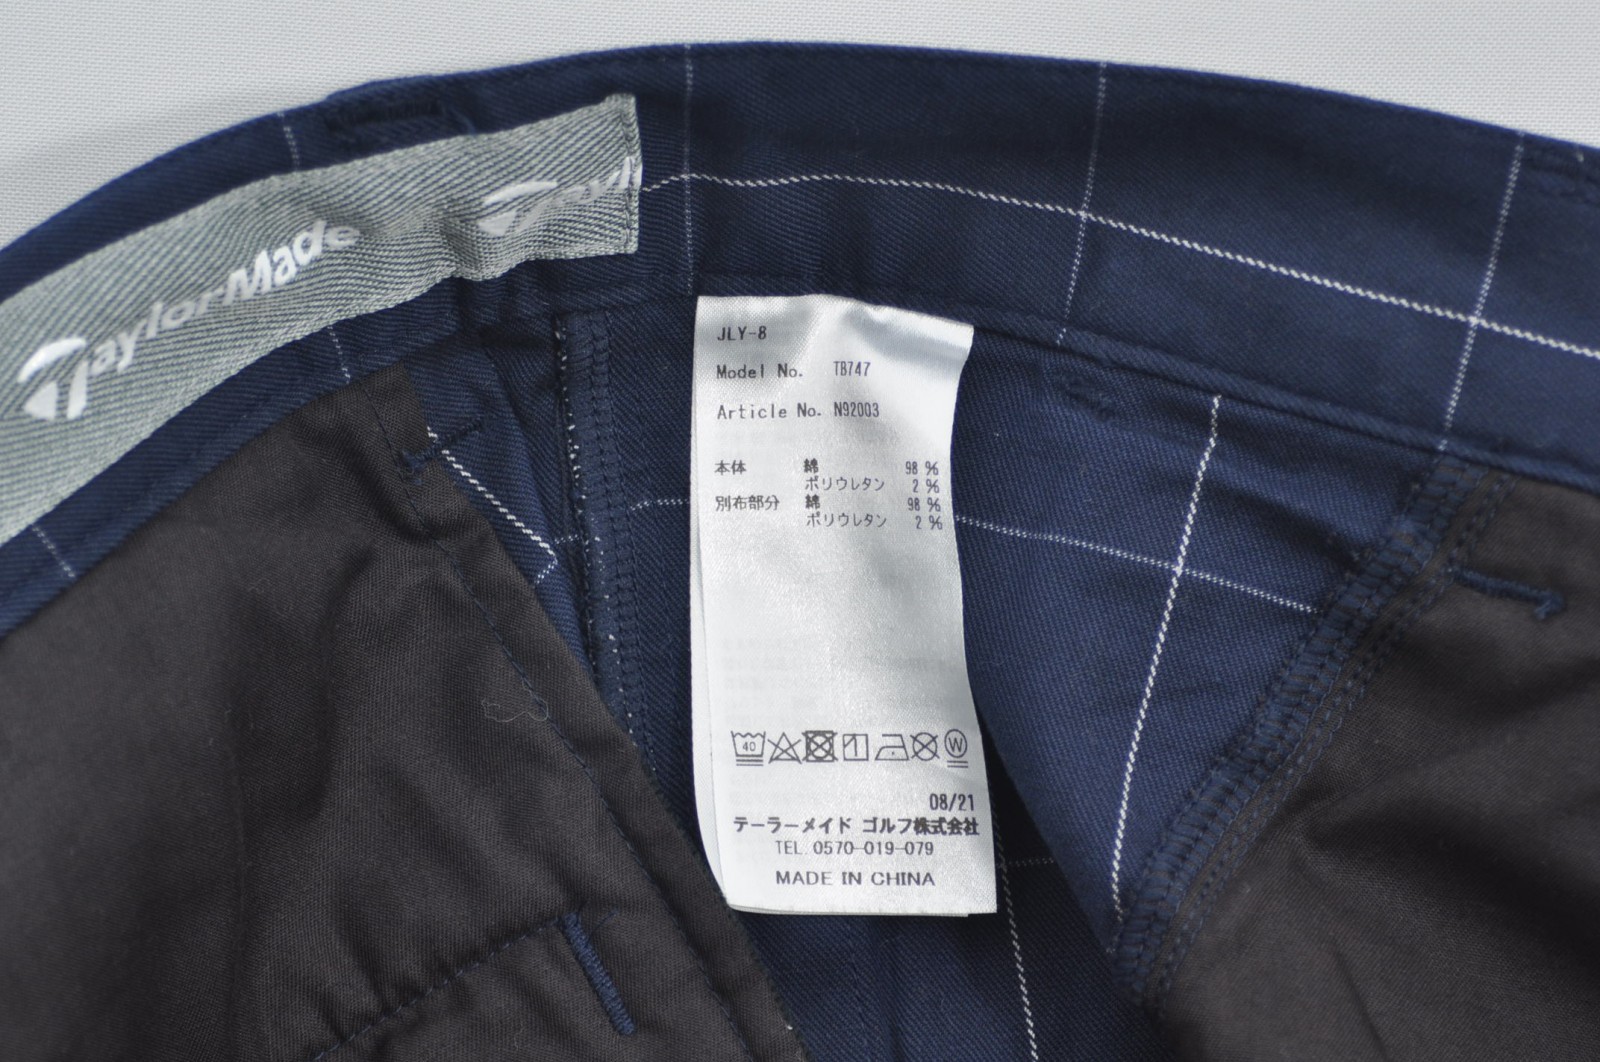 TaylorMade
Taylo
JLY-8
Model No. TB747
Article No. N92003
本体 綿 98 %
ポリウレタン 2 %
別布部分 綿 98 %
ポリウレタン 2 %
40
W
08/21
テーラーメイド ゴルフ株式会社
TEL. 0570-019-079
MADE IN CHINA